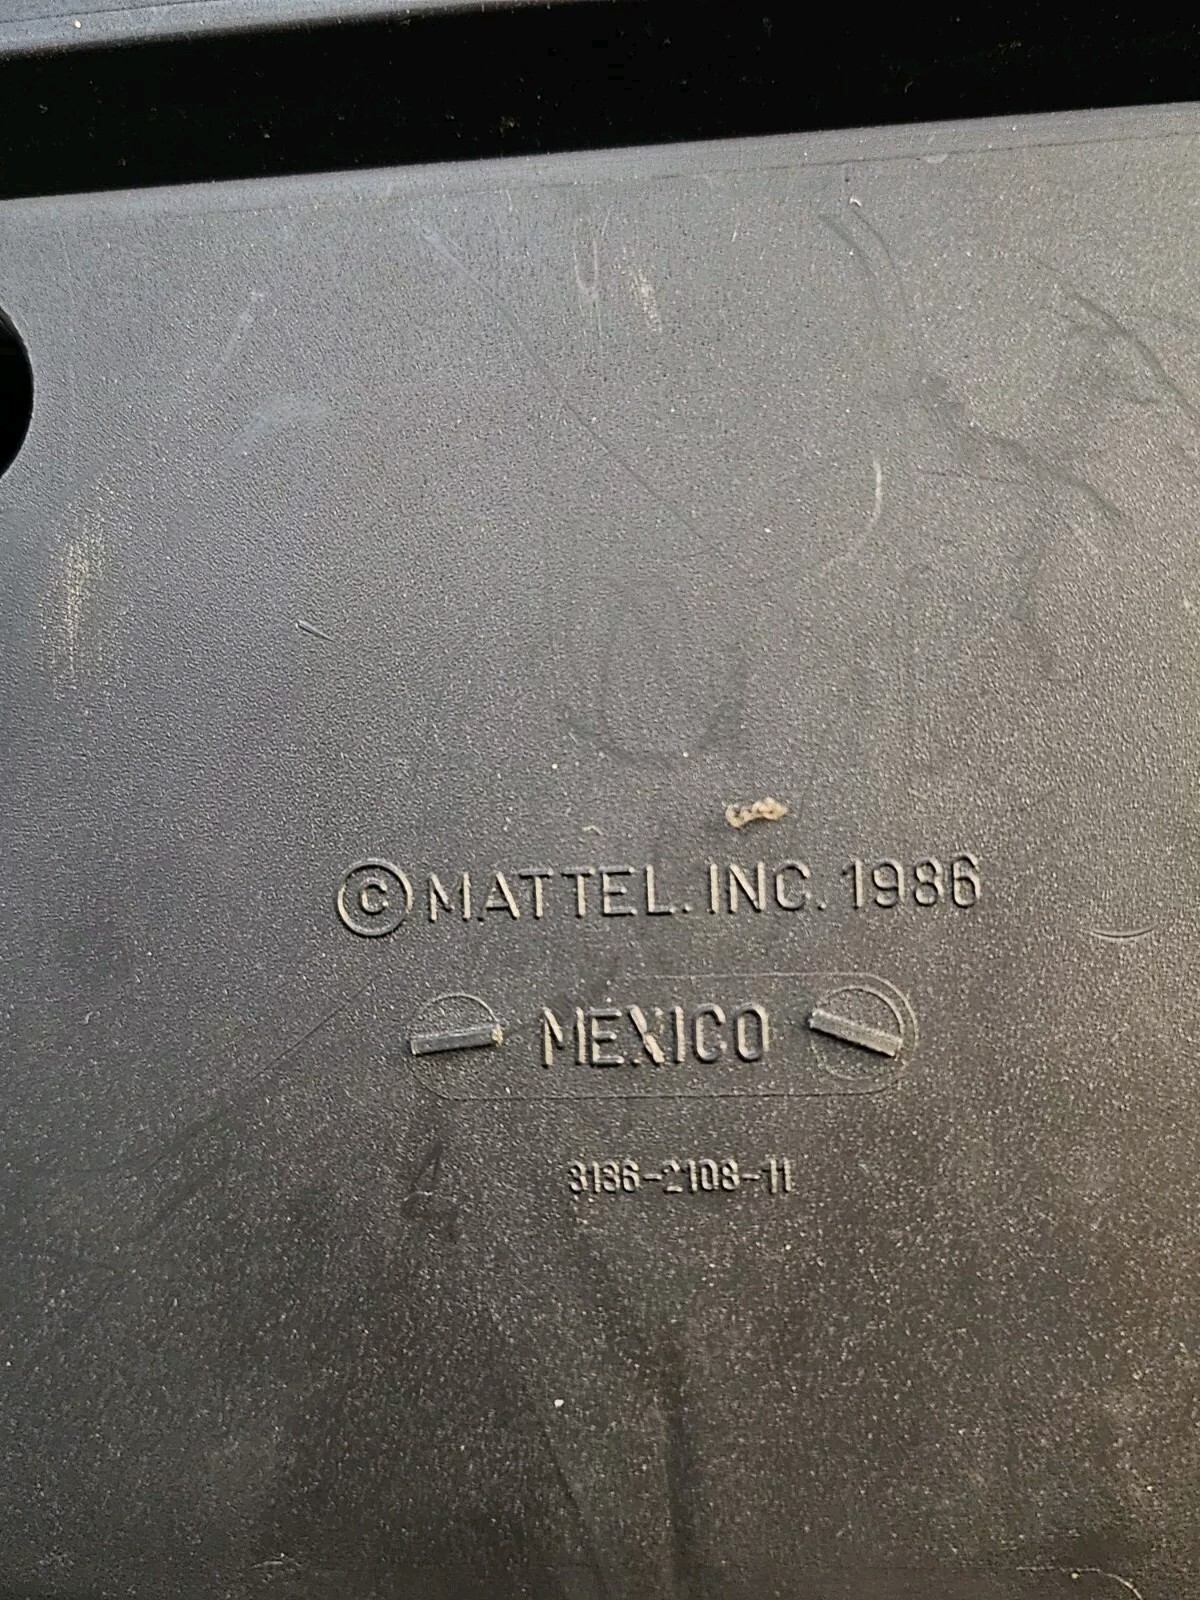 © MATTEL. INC. 1986
MEXICO
3136-2108-11